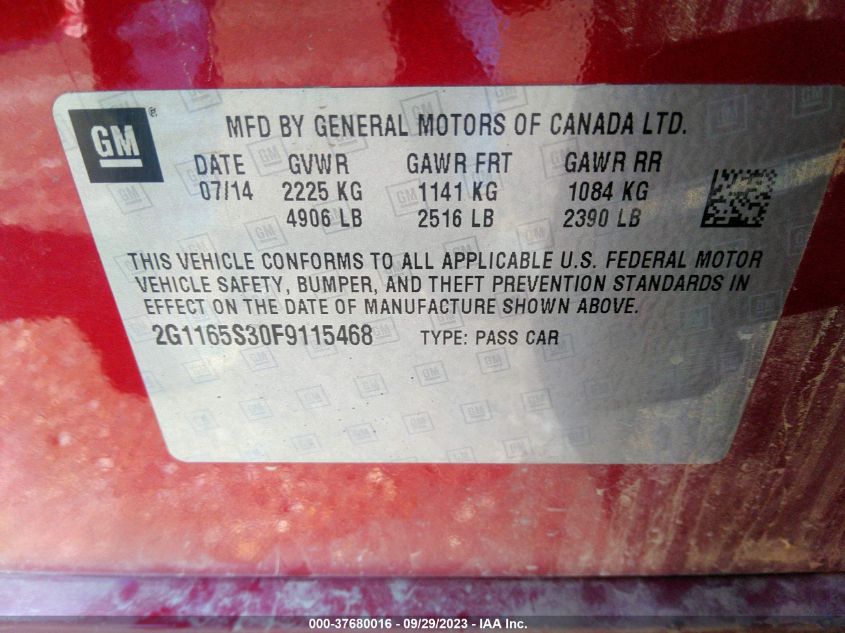 GM®
MFD BY GENERAL MOTORS OF CANADA LTD.
DATE GVWR GAWR FRT GAWR RR
07/14 2225 KG 1141 KG 1084 KG
4906 LB 2516 LB 2390 LB
THIS VEHICLE CONFORMS TO ALL APPLICABLE U.S. FEDERAL MOTOR
VEHICLE SAFETY, BUMPER, AND THEFT PREVENTION STANDARDS IN
EFFECT ON THE DATE OF MANUFACTURE SHOWN ABOVE.
2G1165S30F9115468 TYPE: PASS CAR
000-37680016 - 09/29/2023 - IAA Inc.